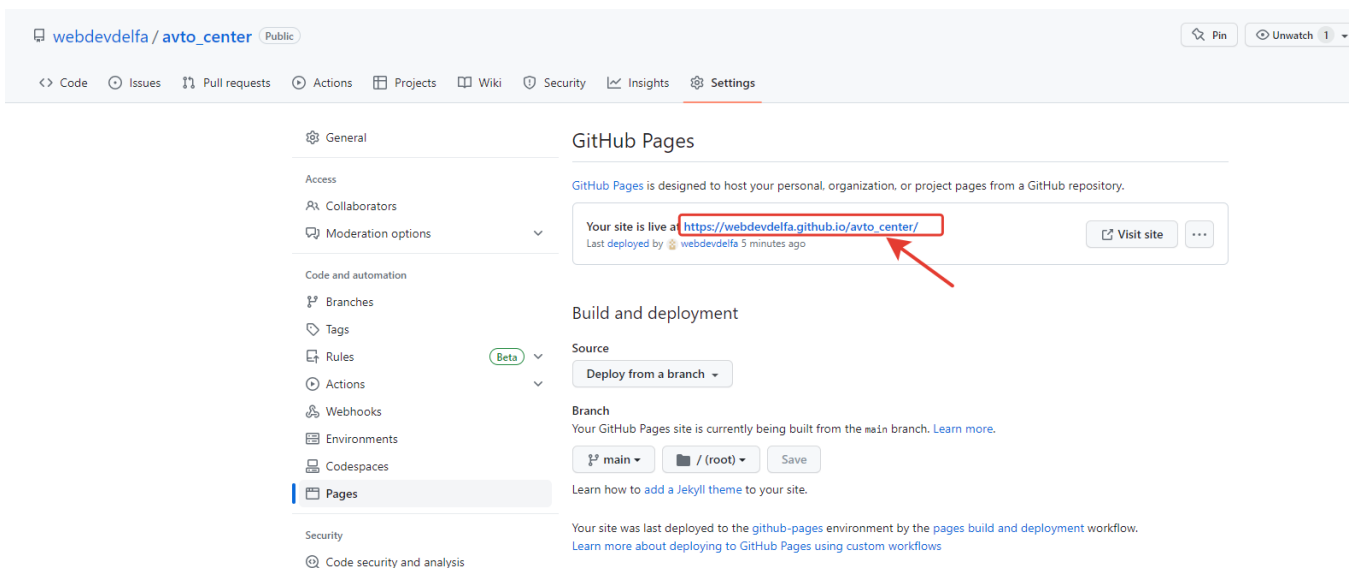 webdevdelfa / avto_center Public
Pin
Unwatch 1
Code
Issues
Pull requests
Actions
Projects
Wiki
Security
Insights
Settings
General
Access
Collaborators
Moderation options
Code and automation
Branches
Tags
Rules Beta
Actions
Webhooks
Environments
Codespaces
Pages
Security
Code security and analysis
GitHub Pages
GitHub Pages is designed to host your personal, organization, or project pages from a GitHub repository.
Your site is live at https://webdevdelfa.github.io/avto_center/
Last deployed by webdevdelfa 5 minutes ago
Visit site
Build and deployment
Source
Deploy from a branch
Branch
Your GitHub Pages site is currently being built from the main branch. Learn more.
main
/ (root)
Save
Learn how to add a Jekyll theme to your site.
Your site was last deployed to the github-pages environment by the pages build and deployment workflow.
Learn more about deploying to GitHub Pages using custom workflows